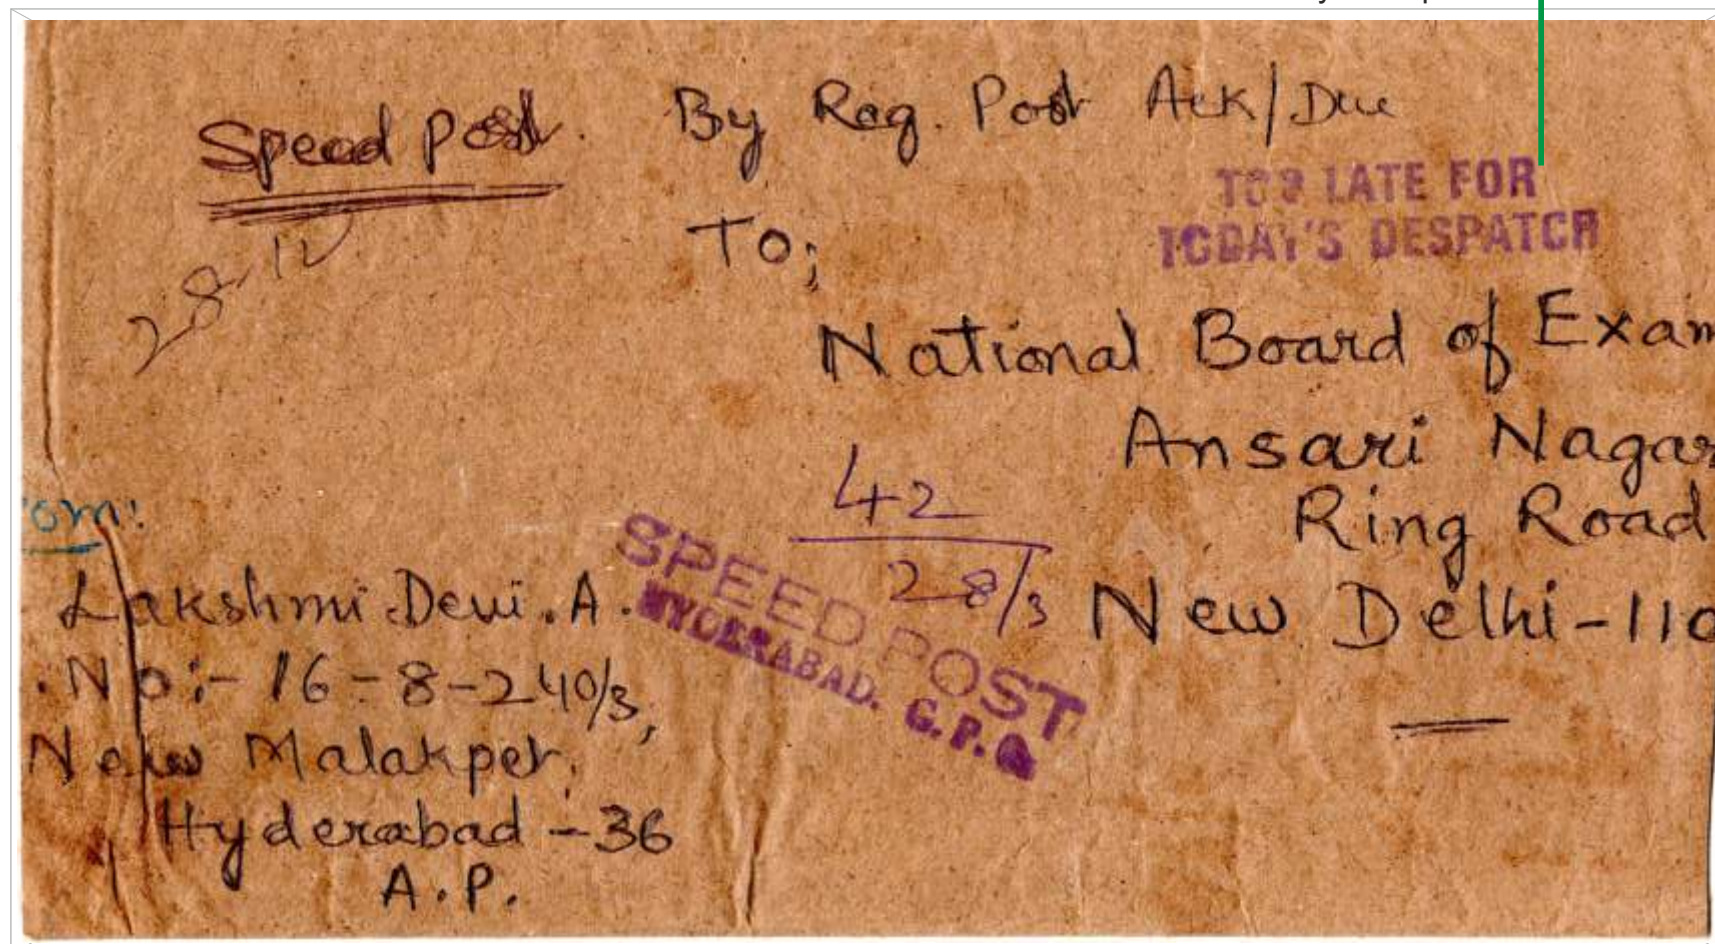 Speed Post. By Reg. Post Ack/Due
TOO LATE FOR
TODAY'S DESPATCH
To;
28-12
National Board of Exam
Ansari Nagar
Ring Road
New Delhi-110
42
28/3
SPEED POST
HYDERABAD. G.P.O.
om:
Lakshmi Devi. A.
.No:- 16-8-240/3,
New Malakpet,
Hyderabad -36
A.P.